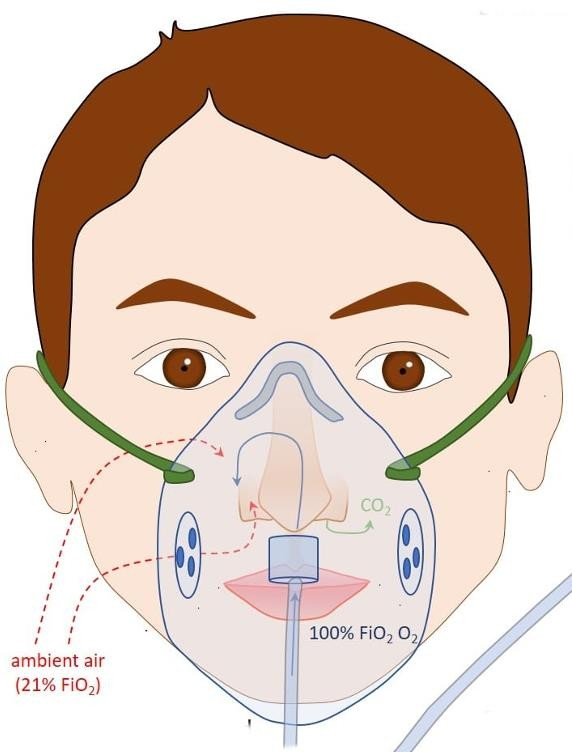 CO₂
100% FiO₂ O₂
ambient air
(21% FiO₂)